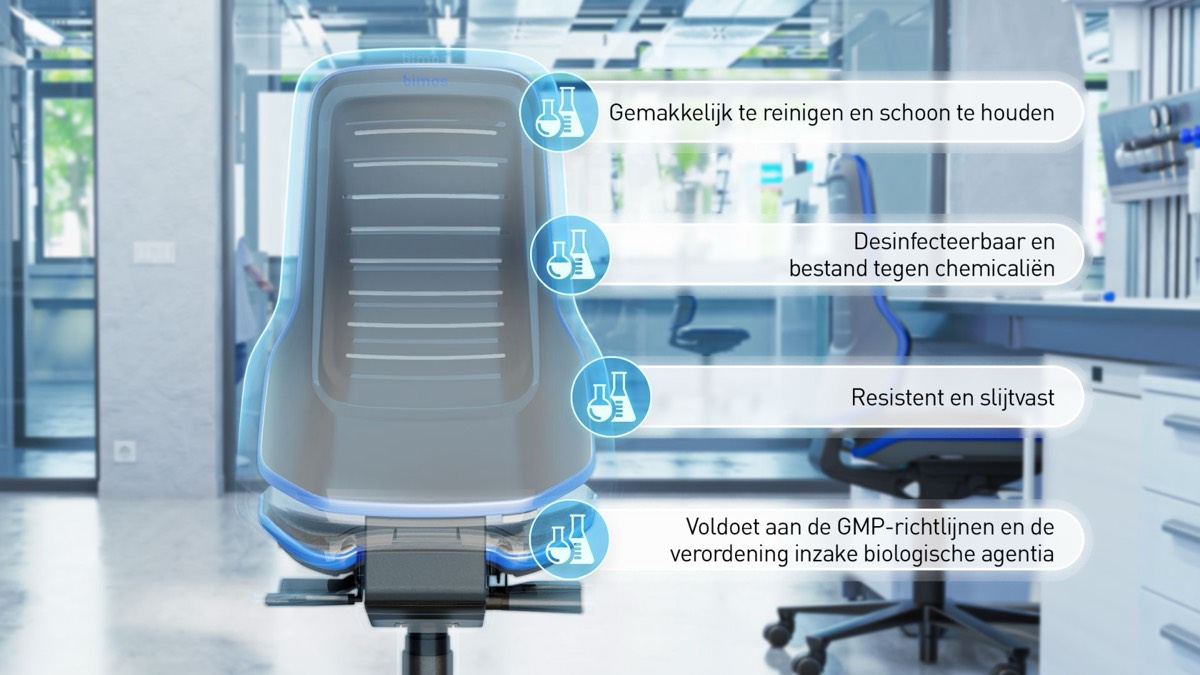 bimos
Gemakkelijk te reinigen en schoon te houden
Desinfecteerbaar en
bestand tegen chemicaliën
Resistent en slijtvast
Voldoet aan de GMP-richtlijnen en de
verordening inzake biologische agentia